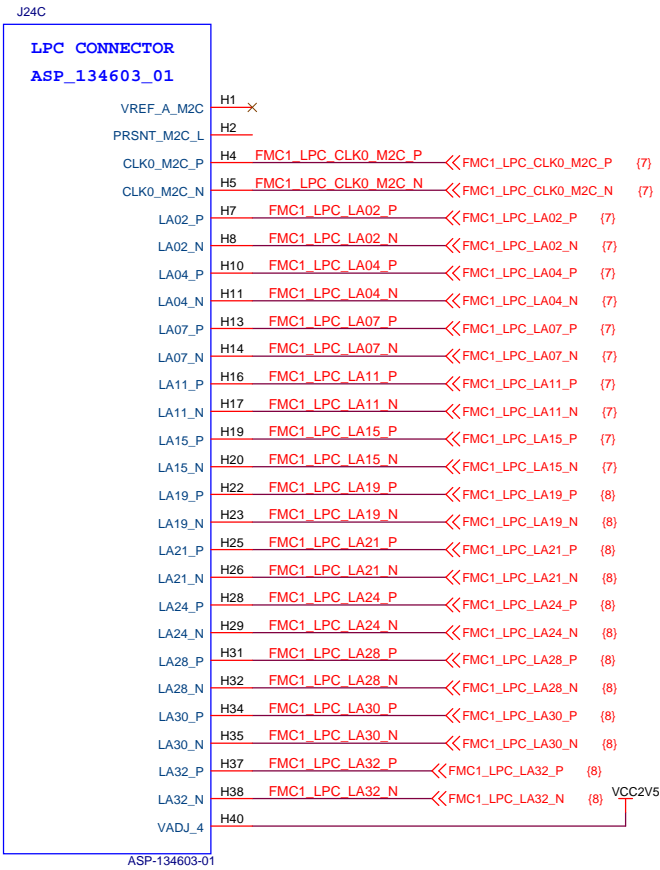 J24C
LPC CONNECTOR
ASP_134603_01
VREF_A_M2C H1
PRSNT_M2C_L H2
CLK0_M2C_P H4 FMC1_LPC_CLK0_M2C_P FMC1_LPC_CLK0_M2C_P {7}
CLK0_M2C_N H5 FMC1_LPC_CLK0_M2C_N FMC1_LPC_CLK0_M2C_N {7}
LA02_P H7 FMC1_LPC_LA02_P FMC1_LPC_LA02_P {7}
LA02_N H8 FMC1_LPC_LA02_N FMC1_LPC_LA02_N {7}
LA04_P H10 FMC1_LPC_LA04_P FMC1_LPC_LA04_P {7}
LA04_N H11 FMC1_LPC_LA04_N FMC1_LPC_LA04_N {7}
LA07_P H13 FMC1_LPC_LA07_P FMC1_LPC_LA07_P {7}
LA07_N H14 FMC1_LPC_LA07_N FMC1_LPC_LA07_N {7}
LA11_P H16 FMC1_LPC_LA11_P FMC1_LPC_LA11_P {7}
LA11_N H17 FMC1_LPC_LA11_N FMC1_LPC_LA11_N {7}
LA15_P H19 FMC1_LPC_LA15_P FMC1_LPC_LA15_P {7}
LA15_N H20 FMC1_LPC_LA15_N FMC1_LPC_LA15_N {7}
LA19_P H22 FMC1_LPC_LA19_P FMC1_LPC_LA19_P {8}
LA19_N H23 FMC1_LPC_LA19_N FMC1_LPC_LA19_N {8}
LA21_P H25 FMC1_LPC_LA21_P FMC1_LPC_LA21_P {8}
LA21_N H26 FMC1_LPC_LA21_N FMC1_LPC_LA21_N {8}
LA24_P H28 FMC1_LPC_LA24_P FMC1_LPC_LA24_P {8}
LA24_N H29 FMC1_LPC_LA24_N FMC1_LPC_LA24_N {8}
LA28_P H31 FMC1_LPC_LA28_P FMC1_LPC_LA28_P {8}
LA28_N H32 FMC1_LPC_LA28_N FMC1_LPC_LA28_N {8}
LA30_P H34 FMC1_LPC_LA30_P FMC1_LPC_LA30_P {8}
LA30_N H35 FMC1_LPC_LA30_N FMC1_LPC_LA30_N {8}
LA32_P H37 FMC1_LPC_LA32_P FMC1_LPC_LA32_P {8}
LA32_N H38 FMC1_LPC_LA32_N FMC1_LPC_LA32_N {8} VCC2V5
VADJ_4 H40
ASP-134603-01